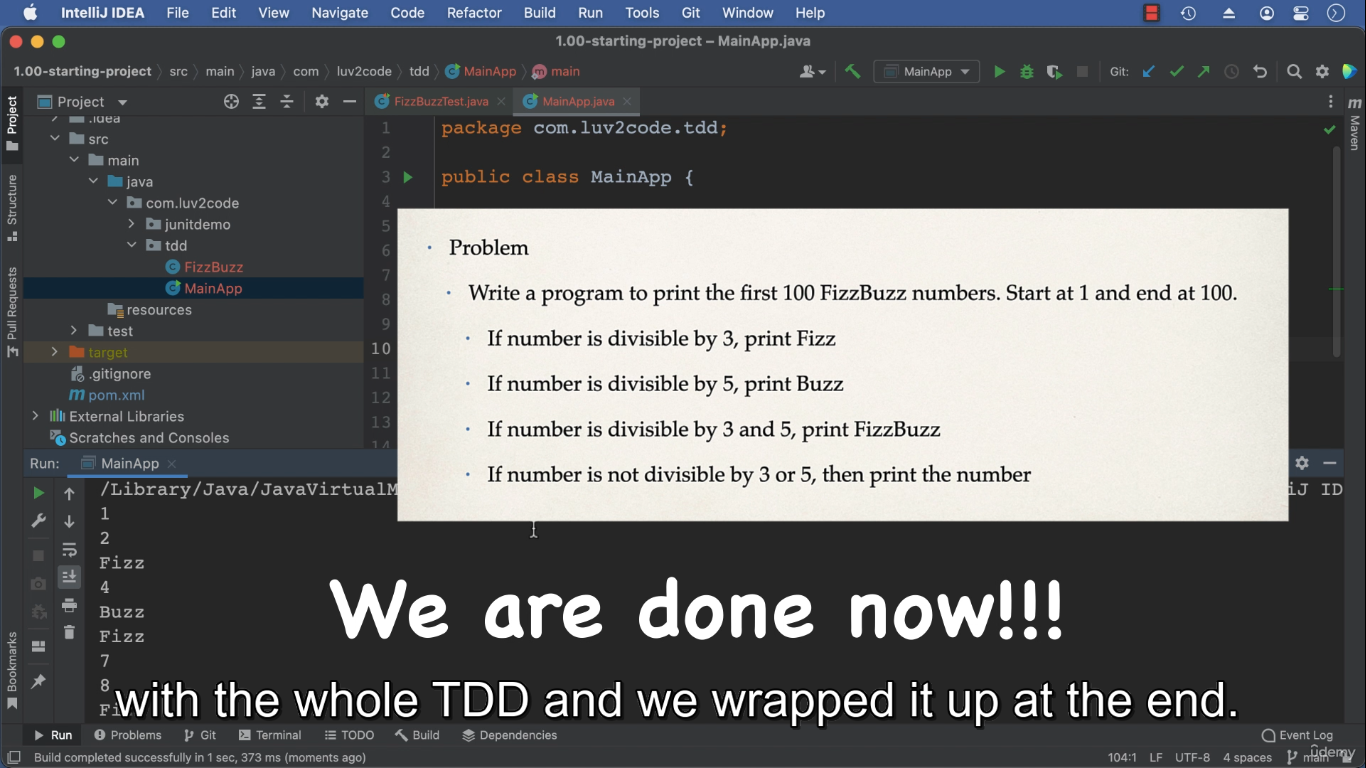 IntelliJ IDEA File Edit View Navigate Code Refactor Build Run Tools Git Window Help
1.00-starting-project – MainApp.java
1.00-starting-project src main java com luv2code tdd MainApp main MainApp Git:
Project FizzBuzzTest.java MainApp.java
Project
Structure
Pull Requests
Bookmarks
Maven
.idea
src
main
java
com.luv2code
junitdemo
tdd
FizzBuzz
MainApp
resources
test
target
.gitignore
pom.xml
External Libraries
Scratches and Consoles
1 package com.luv2code.tdd;
2
3 public class MainApp {
4
5
6
7
8
9
10
11
12
13
14
• Problem
• Write a program to print the first 100 FizzBuzz numbers. Start at 1 and end at 100.
• If number is divisible by 3, print Fizz
• If number is divisible by 5, print Buzz
• If number is divisible by 3 and 5, print FizzBuzz
• If number is not divisible by 3 or 5, then print the number
Run: MainApp
/Library/Java/JavaVirtualM
iJ ID
1
2
Fizz
4
Buzz
Fizz
7
8
Fi
We are done now!!!
with the whole TDD and we wrapped it up at the end.
Run Problems Git Terminal TODO Build Dependencies Event Log
Build completed successfully in 1 sec, 373 ms (moments ago) 104:1 LF UTF-8 4 spaces main
udemy